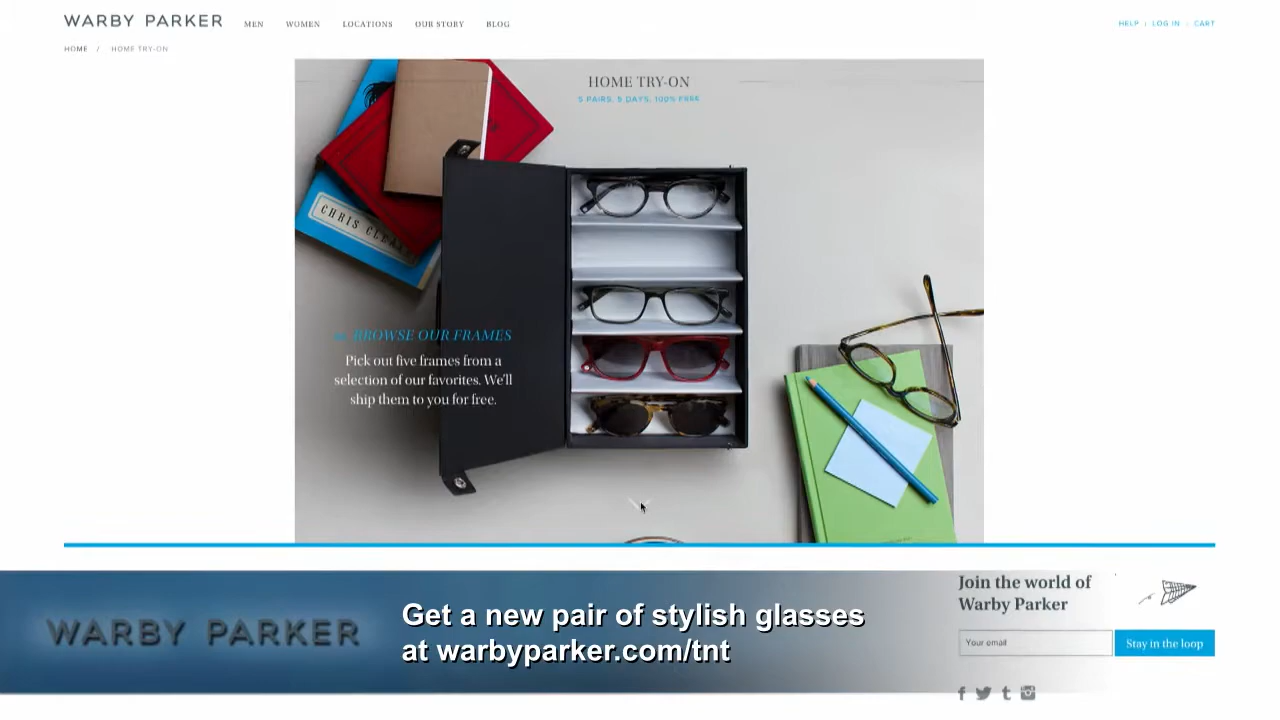 WARBY PARKER MEN WOMEN LOCATIONS OUR STORY BLOG HELP LOG IN CART
HOME / HOME TRY-ON
HOME TRY-ON
5 PAIRS, 5 DAYS, 100% FREE
CHRIS
BROWSE OUR FRAMES
Pick out five frames from a
selection of our favorites. We'll
ship them to you for free.
WARBY PARKER
Get a new pair of stylish glasses
at warbyparker.com/tnt
Join the world of
Warby Parker
Your email
Stay in the loop